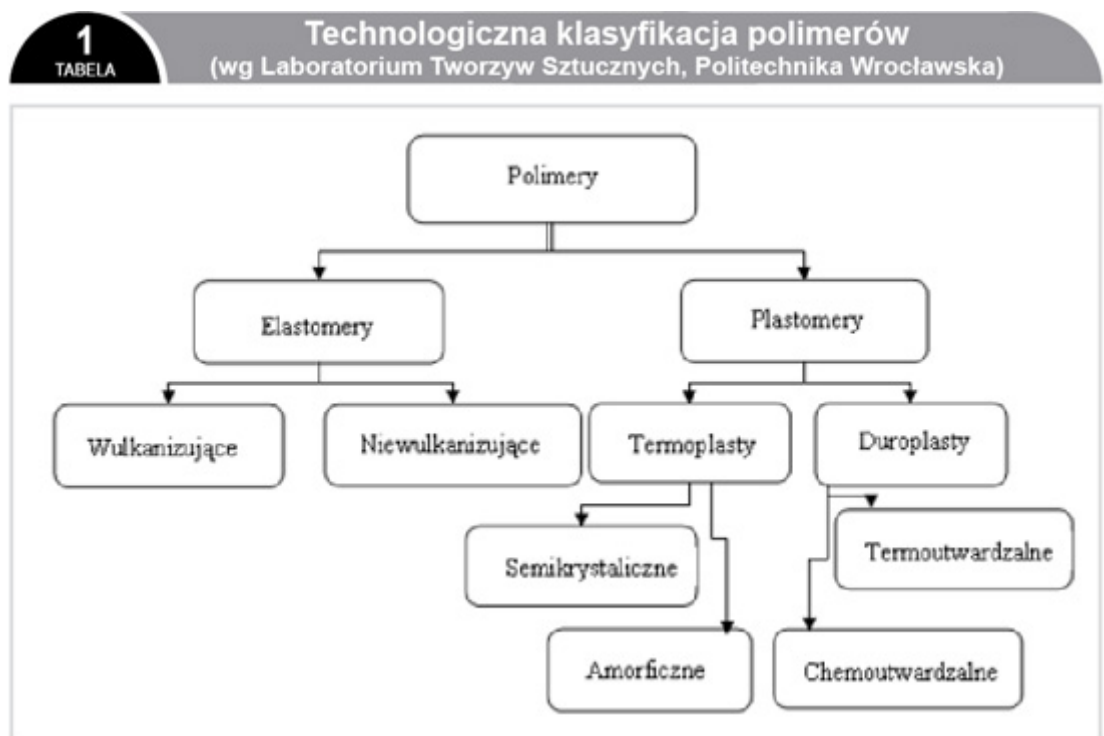 1
TABELA
Technologiczna klasyfikacja polimerów
(wg Laboratorium Tworzyw Sztucznych, Politechnika Wrocławska)
Polimery
Elastomery
Plastomery
Wulkanizujące
Niewulkanizujące
Termoplasty
Duroplasty
Semikrystaliczne
Termoutwardzalne
Amorficzne
Chemoutwardzalne